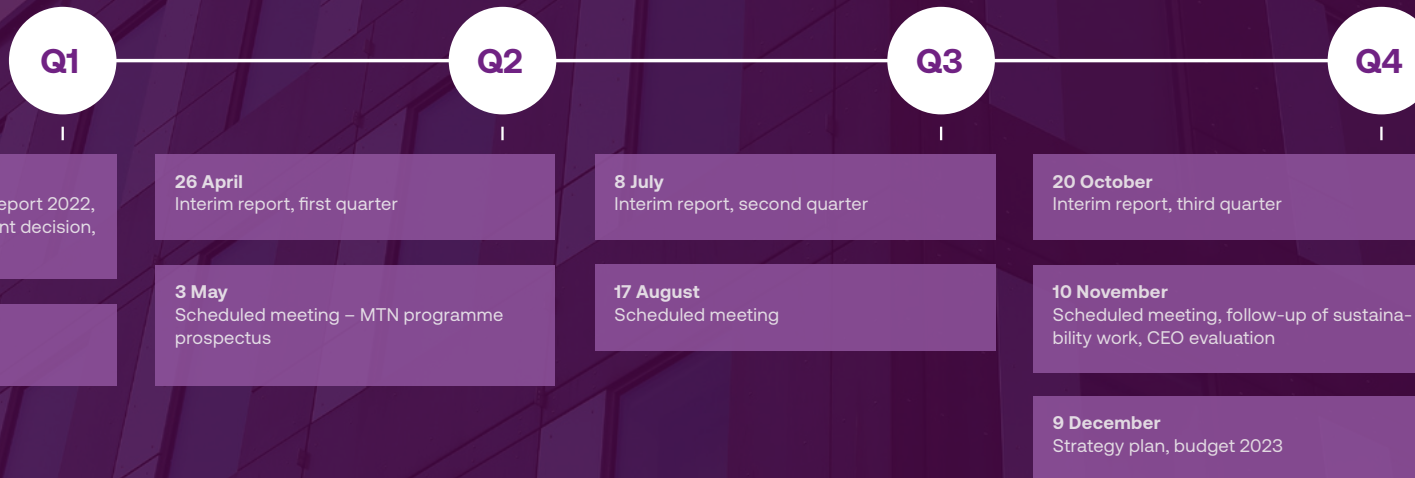 Q1
Q2
Q3
Q4
2022,
decision,
26 April
Interim report, first quarter
3 May
Scheduled meeting – MTN programme
prospectus
8 July
Interim report, second quarter
17 August
Scheduled meeting
20 October
Interim report, third quarter
10 November
Scheduled meeting, follow-up of sustaina-
bility work, CEO evaluation
9 December
Strategy plan, budget 2023